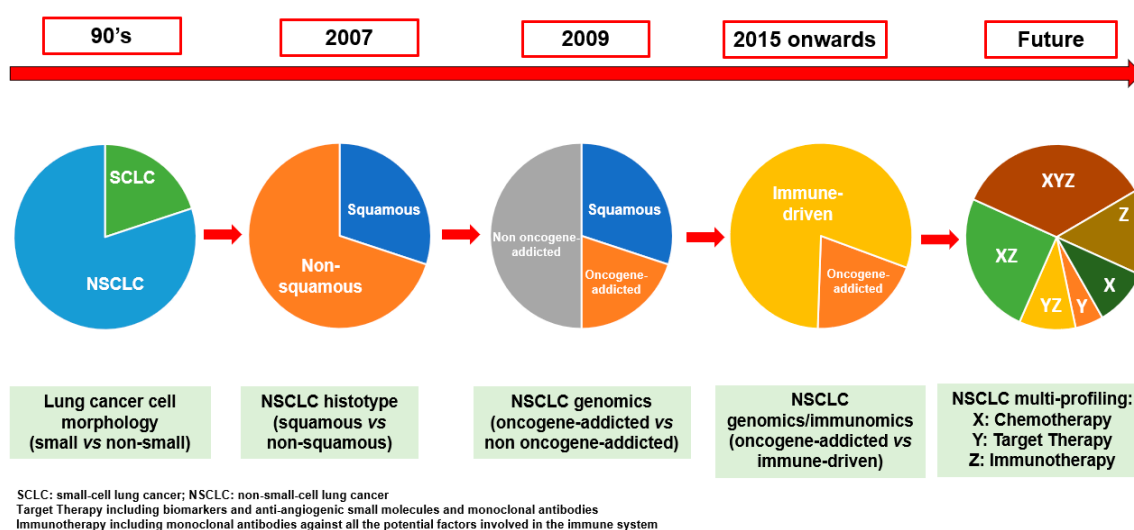 90's
2007
2009
2015 onwards
Future
SCLC
NSCLC
Squamous
Non-
squamous
Squamous
Non oncogene-
addicted
Oncogene-
addicted
Immune-
driven
Oncogene-
addicted
XYZ
Z
X
Y
YZ
XZ
Lung cancer cell
morphology
(small vs non-small)
NSCLC histotype
(squamous vs
non-squamous)
NSCLC genomics
(oncogene-addicted vs
non oncogene-addicted)
NSCLC
genomics/immunomics
(oncogene-addicted vs
immune-driven)
NSCLC multi-profiling:
X: Chemotherapy
Y: Target Therapy
Z: Immunotherapy
SCLC: small-cell lung cancer; NSCLC: non-small-cell lung cancer
Target Therapy including biomarkers and anti-angiogenic small molecules and monoclonal antibodies
Immunotherapy including monoclonal antibodies against all the potential factors involved in the immune system